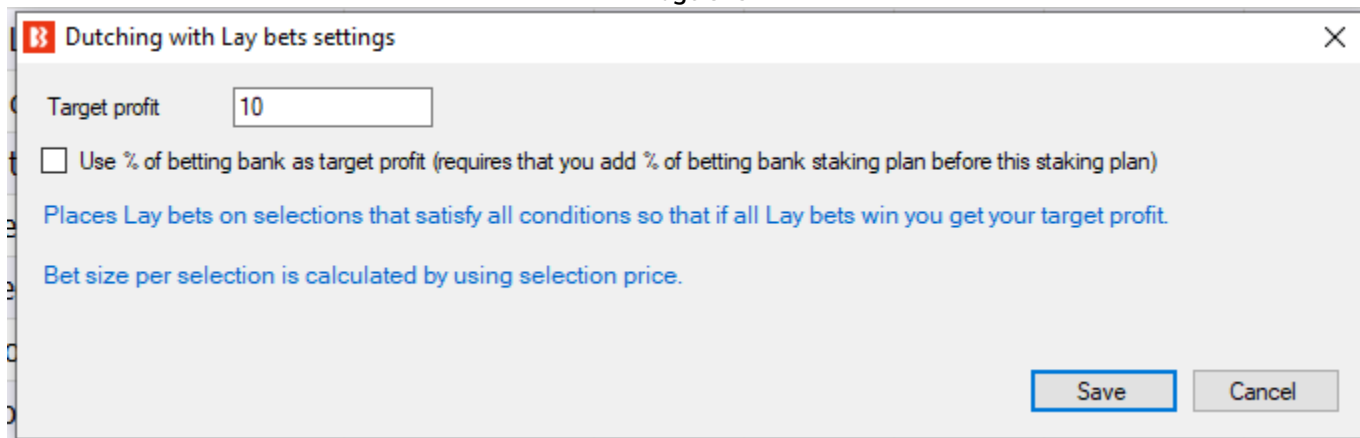 Dutching with Lay bets settings
Target profit 10
Use % of betting bank as target profit (requires that you add % of betting bank staking plan before this staking plan)
Places Lay bets on selections that satisfy all conditions so that if all Lay bets win you get your target profit.
Bet size per selection is calculated by using selection price.
Save Cancel